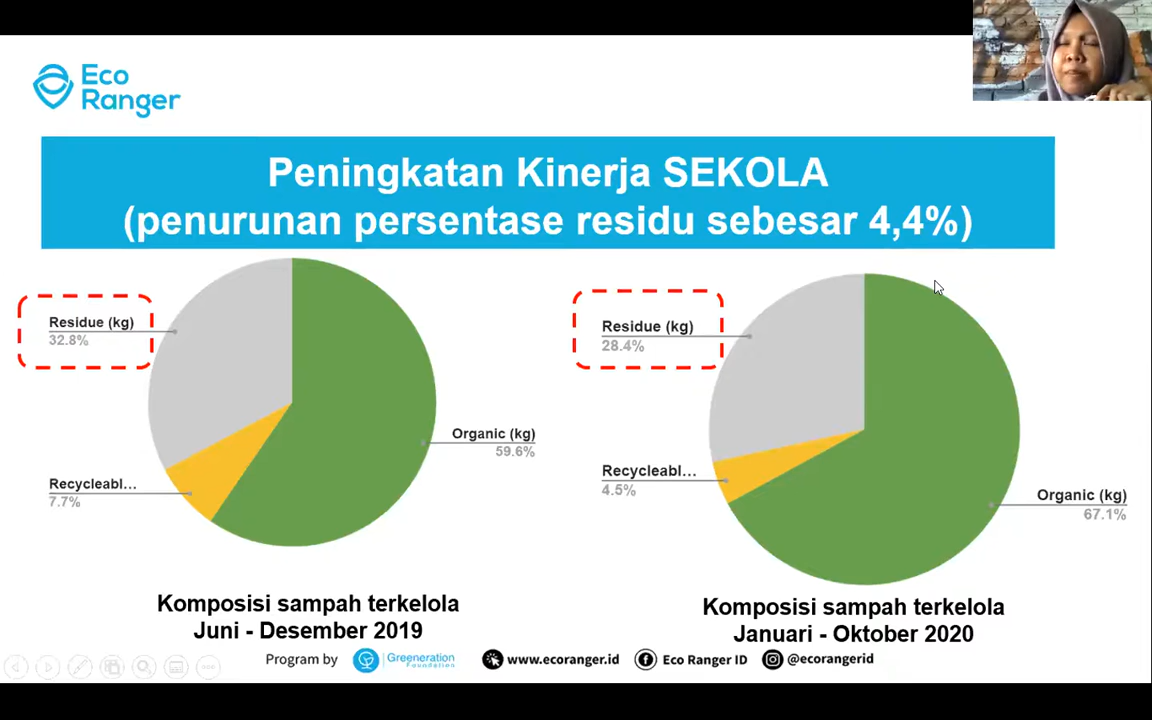 Eco
Ranger
Peningkatan Kinerja SEKOLA
(penurunan persentase residu sebesar 4,4%)
Residue (kg)
32.8%
Organic (kg)
59.6%
Recycleabl...
7.7%
Komposisi sampah terkelola
Juni - Desember 2019
Residue (kg)
28.4%
Recycleabl...
4.5%
Organic (kg)
67.1%
Komposisi sampah terkelola
Januari - Oktober 2020
Program by
Greeneration
Foundation
www.ecoranger.id
Eco Ranger ID
@ecorangerid